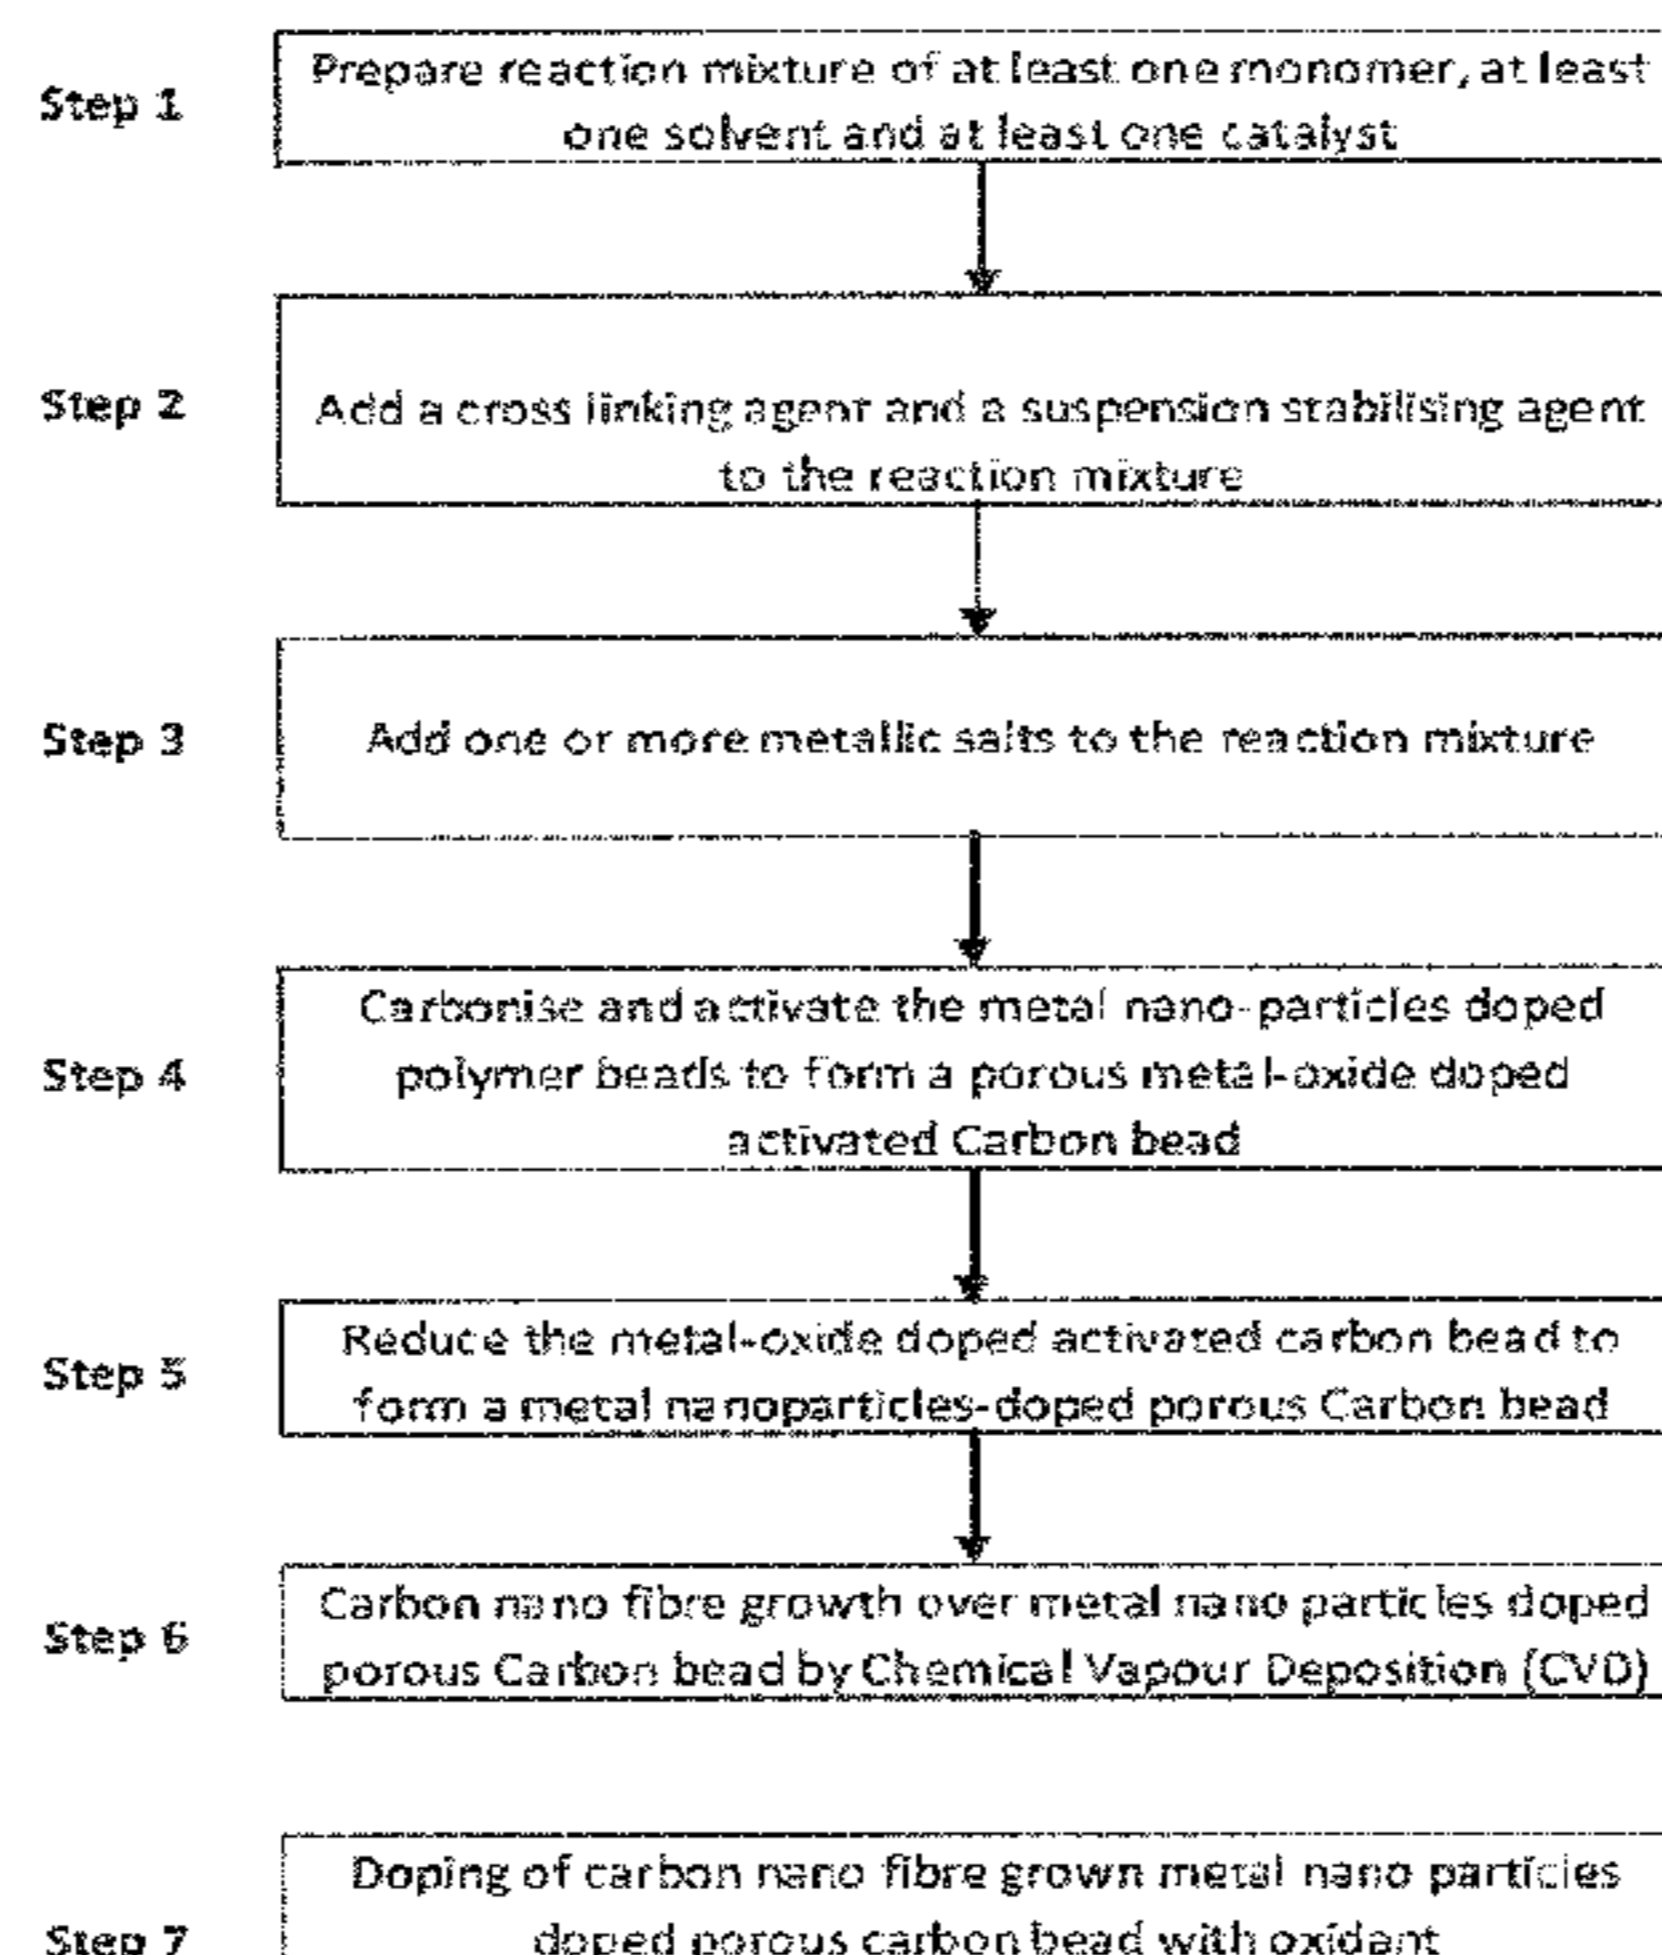 Step 1
Prepare reaction mixture of at least one monomer, at least
one solvent and at least one catalyst
Step 2
Add a cross linking agent and a suspension stabilising agent
to the reaction mixture
Step 3
Add one or more metallic salts to the reaction mixture
Step 4
Carbonise and activate the metal nano-particles doped
polymer beads to form a porous metal-oxide doped
activated Carbon bead
Step 5
Reduce the metal-oxide doped activated carbon bead to
form a metal nanoparticles-doped porous Carbon bead
Step 6
Carbon nano fibre growth over metal nano particles doped
porous Carbon bead by Chemical Vapour Deposition (CVD)
Step 7
Doping of carbon nano fibre grown metal nano particles
doped porous carbon bead with oxidant